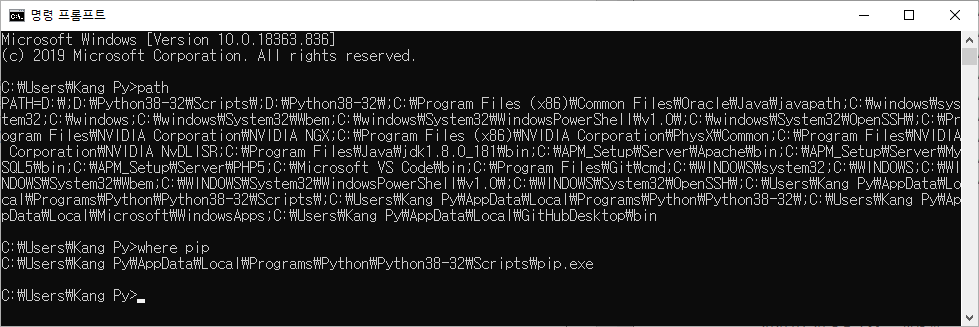 명령 프롬프트
Microsoft Windows [Version 10.0.18363.836]
(c) 2019 Microsoft Corporation. All rights reserved.
C:₩Users₩Kang Py>path
PATH=D:₩;D:₩Python38-32₩Scripts₩;D:₩Python38-32₩;C:₩Program Files (x86)₩Common Files₩Oracle₩Java₩javapath;C:₩windows₩sys
tem32;C:₩windows;C:₩windows₩System32₩Wbem;C:₩windows₩System32₩WindowsPowerShell₩v1.0₩;C:₩windows₩System32₩OpenSSH₩;C:₩Pr
ogram Files₩NVIDIA Corporation₩NVIDIA NGX;C:₩Program Files (x86)₩NVIDIA Corporation₩PhysX₩Common;C:₩Program Files₩NVIDIA
 Corporation₩NVIDIA NvDLISR;C:₩Program Files₩Java₩jdk1.8.0_181₩bin;C:₩APM_Setup₩Server₩Apache₩bin;C:₩APM_Setup₩Server₩My
SQL5₩bin;C:₩APM_Setup₩Server₩PHP5;C:₩Microsoft VS Code₩bin;C:₩Program Files₩Git₩cmd;C:₩WINDOWS₩system32;C:₩WINDOWS;C:₩WI
NDOWS₩System32₩Wbem;C:₩WINDOWS₩System32₩WindowsPowerShell₩v1.0₩;C:₩WINDOWS₩System32₩OpenSSH₩;C:₩Users₩Kang Py₩AppData₩Lo
cal₩Programs₩Python₩Python38-32₩Scripts₩;C:₩Users₩Kang Py₩AppData₩Local₩Programs₩Python₩Python38-32₩;C:₩Users₩Kang Py₩Ap
pData₩Local₩Microsoft₩WindowsApps;C:₩Users₩Kang Py₩AppData₩Local₩GitHubDesktop₩bin
C:₩Users₩Kang Py>where pip
C:₩Users₩Kang Py₩AppData₩Local₩Programs₩Python₩Python38-32₩Scripts₩pip.exe
C:₩Users₩Kang Py>